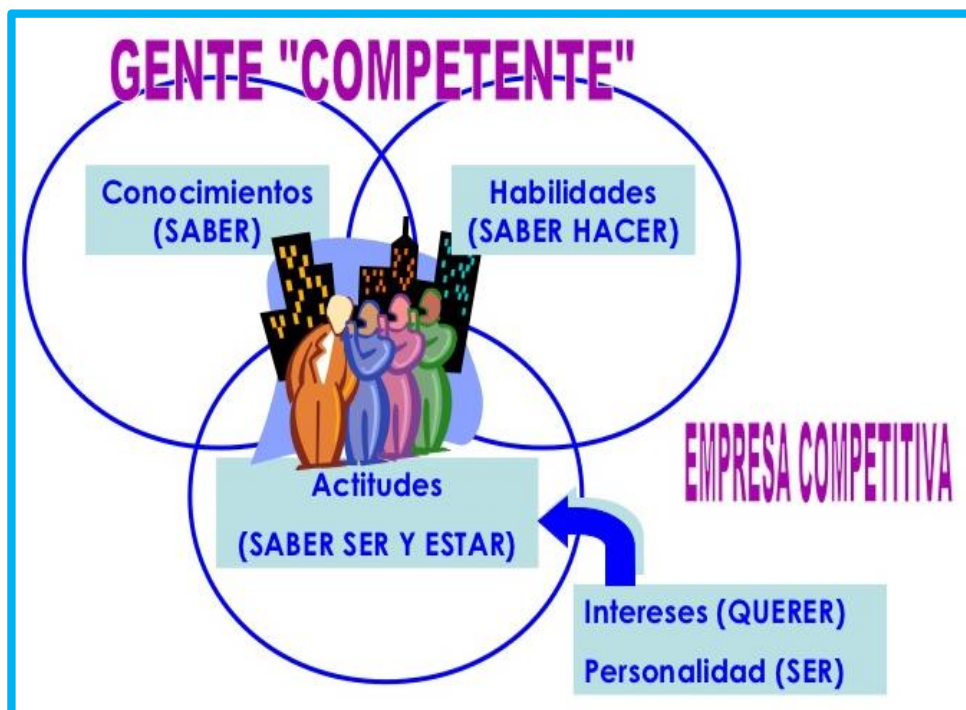 GENTE "COMPETENTE"
Conocimientos
(SABER)
Habilidades
(SABER HACER)
Actitudes
(SABER SER Y ESTAR)
EMPRESA COMPETITIVA
Intereses (QUERER)
Personalidad (SER)